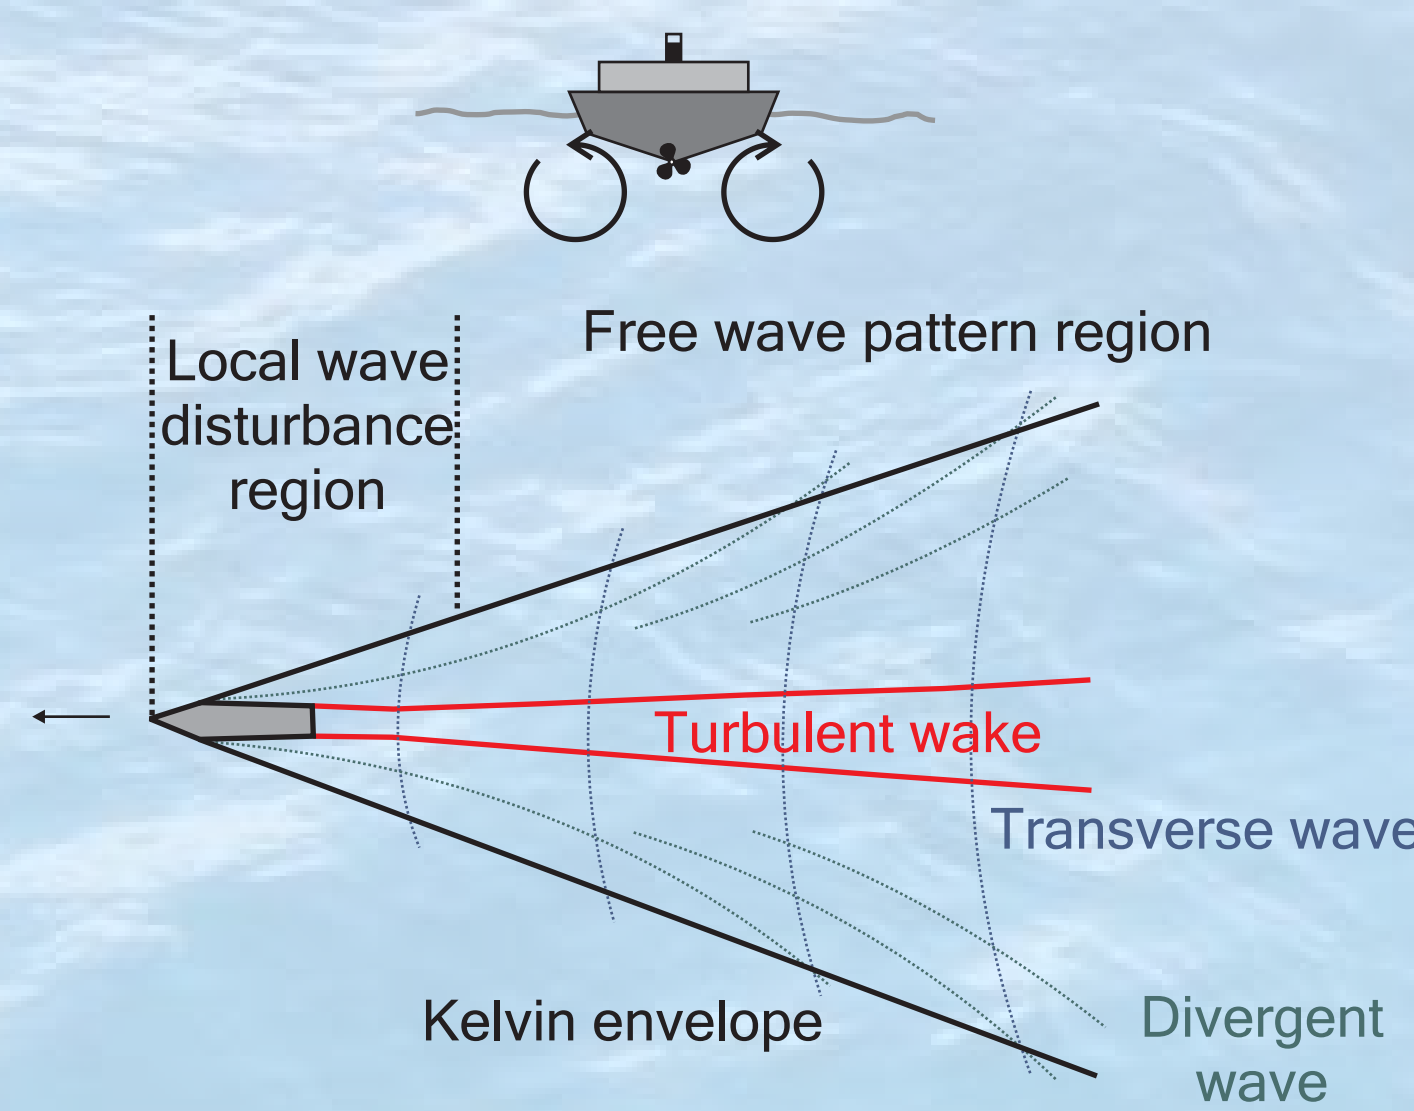 Free wave pattern region
Local wave
disturbance
region
Turbulent wake
Transverse wave
Kelvin envelope
Divergent
wave